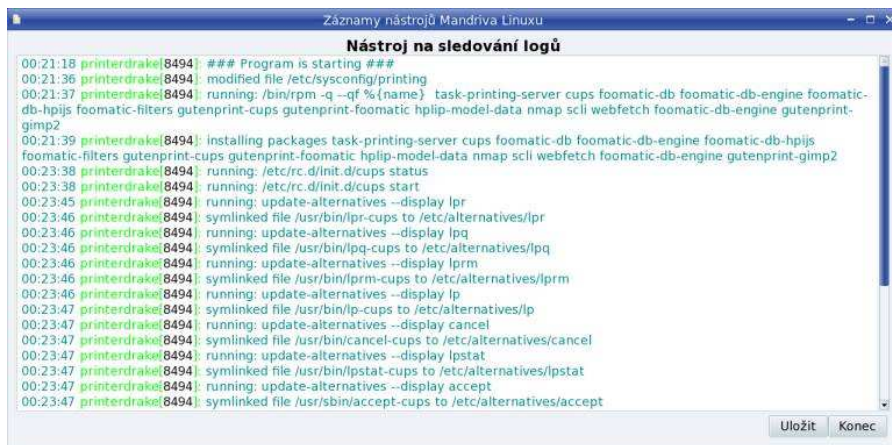 Záznamy nástrojů Mandriva Linuxu
Nástroj na sledování logů
00:21:18 printerdrake[8494]: ### Program is starting ###
00:21:36 printerdrake[8494]: modified file /etc/sysconfig/printing
00:21:37 printerdrake[8494]: running: /bin/rpm -q --qf %{name}  task-printing-server cups foomatic-db foomatic-db-engine foomatic-
db-hpijs foomatic-filters gutenprint-cups gutenprint-foomatic hplip-model-data nmap scli webfetch foomatic-db-engine gutenprint-
gimp2
00:21:39 printerdrake[8494]: installing packages task-printing-server cups foomatic-db foomatic-db-engine foomatic-db-hpijs
foomatic-filters gutenprint-cups gutenprint-foomatic hplip-model-data nmap scli webfetch foomatic-db-engine gutenprint-gimp2
00:23:38 printerdrake[8494]: running: /etc/rc.d/init.d/cups status
00:23:38 printerdrake[8494]: running: /etc/rc.d/init.d/cups start
00:23:45 printerdrake[8494]: running: update-alternatives --display lpr
00:23:46 printerdrake[8494]: symlinked file /usr/bin/lpr-cups to /etc/alternatives/lpr
00:23:46 printerdrake[8494]: running: update-alternatives --display lpq
00:23:46 printerdrake[8494]: symlinked file /usr/bin/lpq-cups to /etc/alternatives/lpq
00:23:46 printerdrake[8494]: running: update-alternatives --display lprm
00:23:46 printerdrake[8494]: symlinked file /usr/bin/lprm-cups to /etc/alternatives/lprm
00:23:46 printerdrake[8494]: running: update-alternatives --display lp
00:23:47 printerdrake[8494]: symlinked file /usr/bin/lp-cups to /etc/alternatives/lp
00:23:47 printerdrake[8494]: running: update-alternatives --display cancel
00:23:47 printerdrake[8494]: symlinked file /usr/bin/cancel-cups to /etc/alternatives/cancel
00:23:47 printerdrake[8494]: running: update-alternatives --display lpstat
00:23:47 printerdrake[8494]: symlinked file /usr/bin/lpstat-cups to /etc/alternatives/lpstat
00:23:47 printerdrake[8494]: running: update-alternatives --display accept
00:23:47 printerdrake[8494]: symlinked file /usr/sbin/accept-cups to /etc/alternatives/accept
Uložit Konec